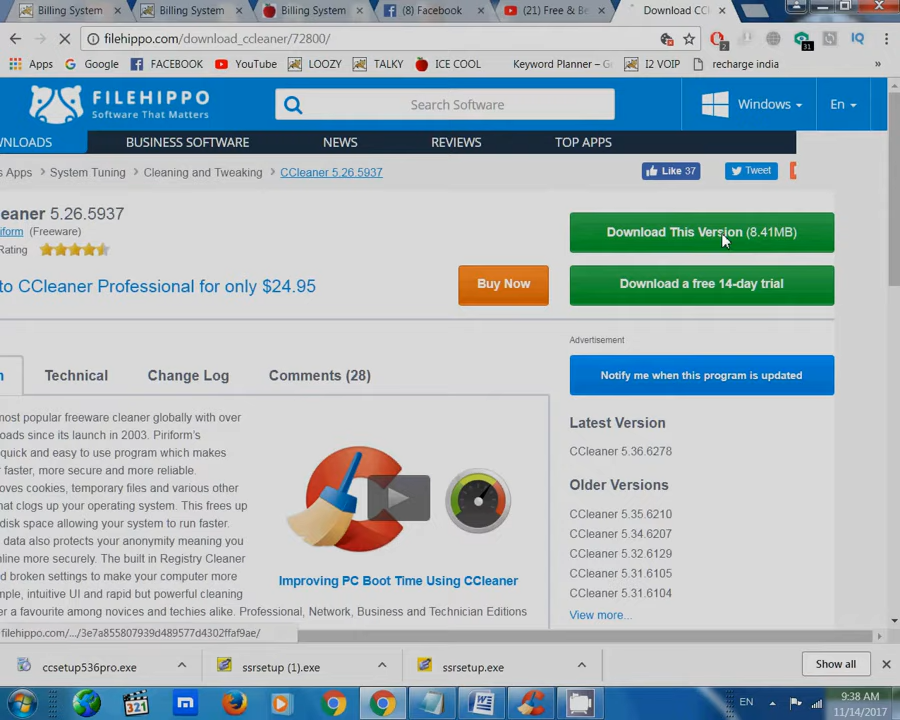 Billing System
Billing System
Billing System
(8) Facebook
(21) Free & Be
Download CC
filehippo.com/download_ccleaner/72800/
2
31
IQ
Apps
Google
FACEBOOK
YouTube
LOOZY
TALKY
ICE COOL
Keyword Planner – G
I2 VOIP
recharge india
FILEHIPPO
Software That Matters
Search Software
Windows
En
WNLOADS
BUSINESS SOFTWARE
NEWS
REVIEWS
TOP APPS
s Apps > System Tuning > Cleaning and Tweaking > CCleaner 5.26.5937
Like 37
Tweet
leaner 5.26.5937
iform (Freeware)
Rating
Download This Version (8.41MB)
to CCleaner Professional for only $24.95
Buy Now
Download a free 14-day trial
Advertisement
n
Technical
Change Log
Comments (28)
Notify me when this program is updated
most popular freeware cleaner globally with over
oads since its launch in 2003. Piriform's
quick and easy to use program which makes
faster, more secure and more reliable.
oves cookies, temporary files and various other
hat clogs up your operating system. This frees up
disk space allowing your system to run faster.
data also protects your anonymity meaning you
nline more securely. The built in Registry Cleaner
d broken settings to make your computer more
mple, intuitive UI and rapid but powerful cleaning
er a favourite among novices and techies alike. Professional, Network, Business and Technician Editions
Improving PC Boot Time Using CCleaner
Latest Version
CCleaner 5.36.6278
Older Versions
CCleaner 5.35.6210
CCleaner 5.34.6207
CCleaner 5.32.6129
CCleaner 5.31.6105
CCleaner 5.31.6104
View more...
filehippo.com/.../3e7a855807939d489577d4302ffaf9ae/
ccsetup536pro.exe
ssrsetup (1).exe
ssrsetup.exe
Show all
321
EN
9:38 AM
11/14/2017